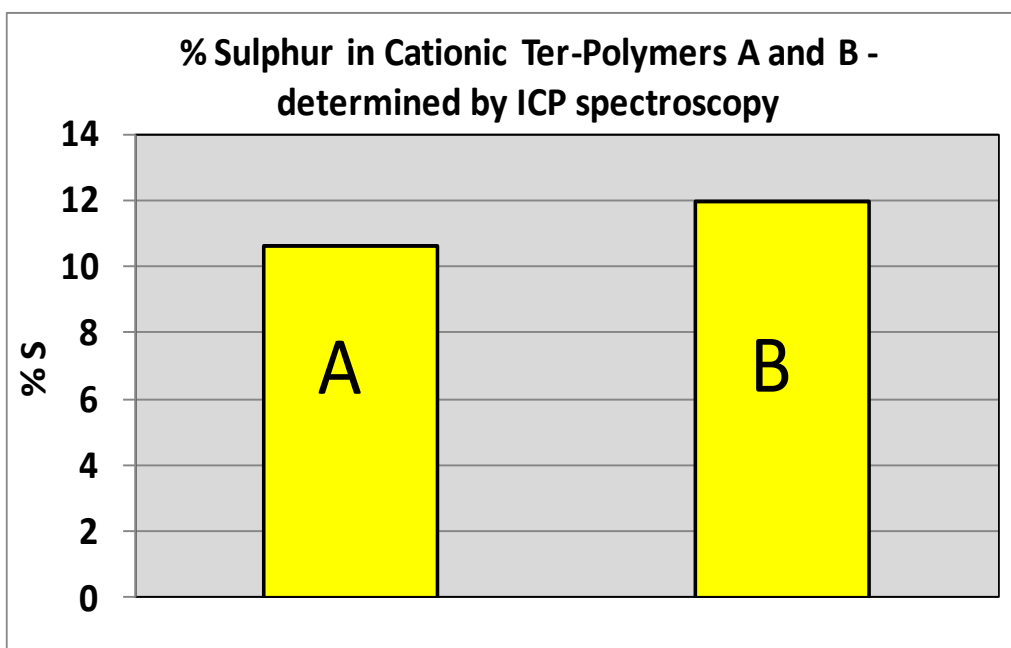 % Sulphur in Cationic Ter-Polymers A and B -
determined by ICP spectroscopy
14
12
10
8
6
4
2
0
% S
A
B